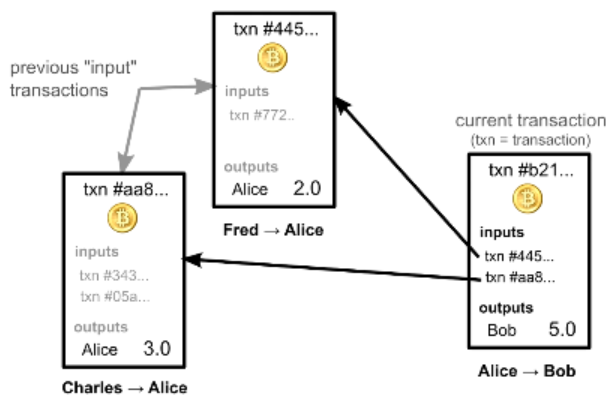 previous "input"
transactions
txn #445...
inputs
txn #772..
outputs
Alice 2.0
Fred → Alice
txn #aa8...
inputs
txn #343...
txn #05a...
outputs
Alice 3.0
Charles → Alice
current transaction
(txn = transaction)
txn #b21...
inputs
txn #445...
txn #aa8...
outputs
Bob 5.0
Alice → Bob